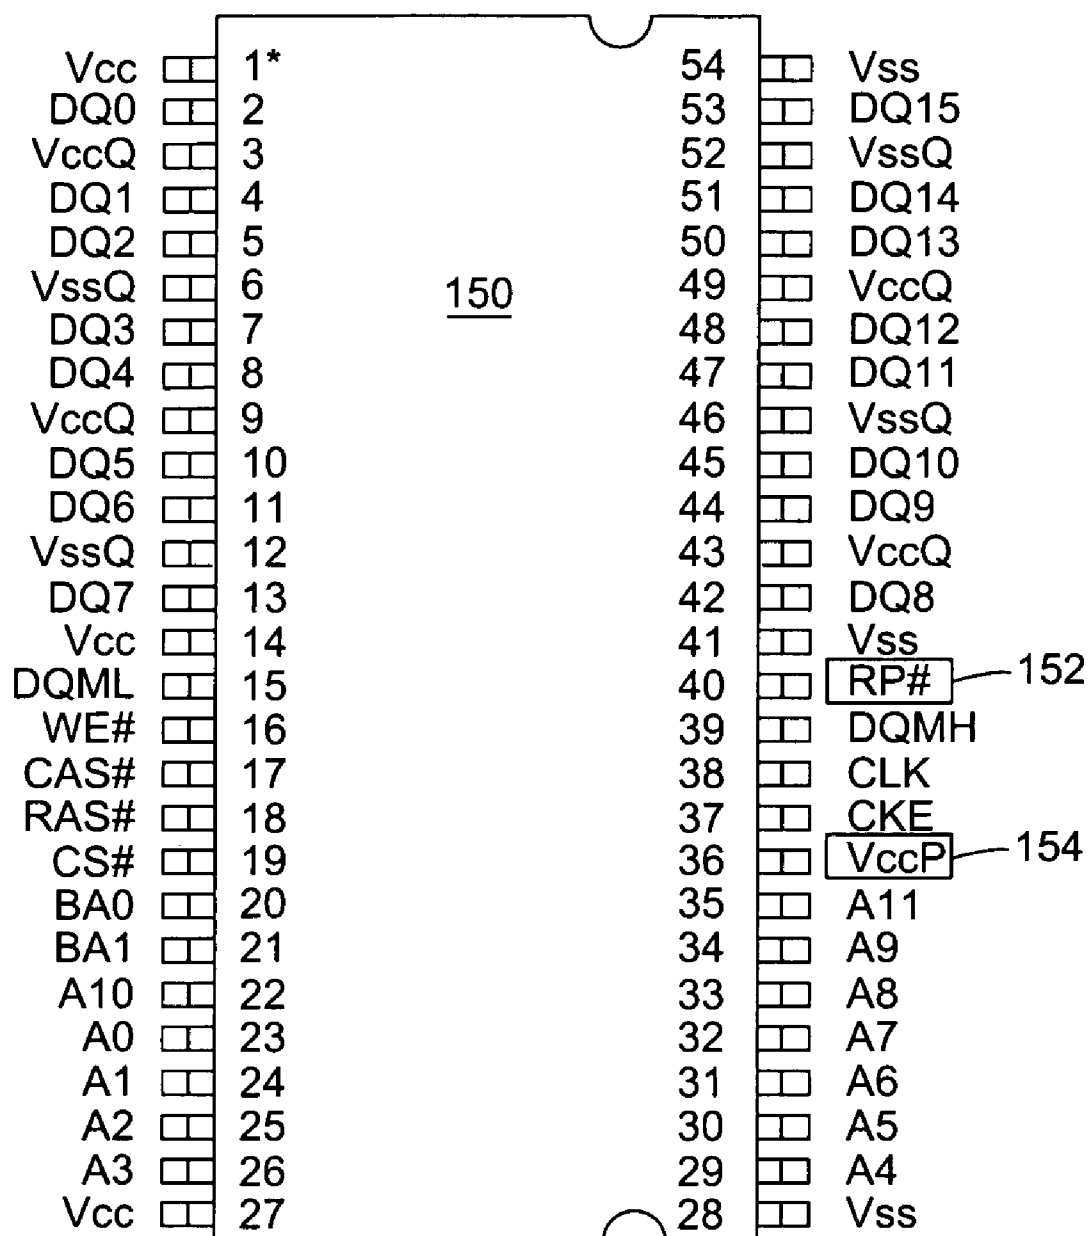 Vcc 1* 54 Vss
DQ0 2 53 DQ15
VccQ 3 52 VssQ
DQ1 4 51 DQ14
DQ2 5 50 DQ13
VssQ 6 150 49 VccQ
DQ3 7 48 DQ12
DQ4 8 47 DQ11
VccQ 9 46 VssQ
DQ5 10 45 DQ10
DQ6 11 44 DQ9
VssQ 12 43 VccQ
DQ7 13 42 DQ8
Vcc 14 41 Vss
DQML 15 40 RP# 152
WE# 16 39 DQMH
CAS# 17 38 CLK
RAS# 18 37 CKE
CS# 19 36 VccP 154
BA0 20 35 A11
BA1 21 34 A9
A10 22 33 A8
A0 23 32 A7
A1 24 31 A6
A2 25 30 A5
A3 26 29 A4
Vcc 27 28 Vss